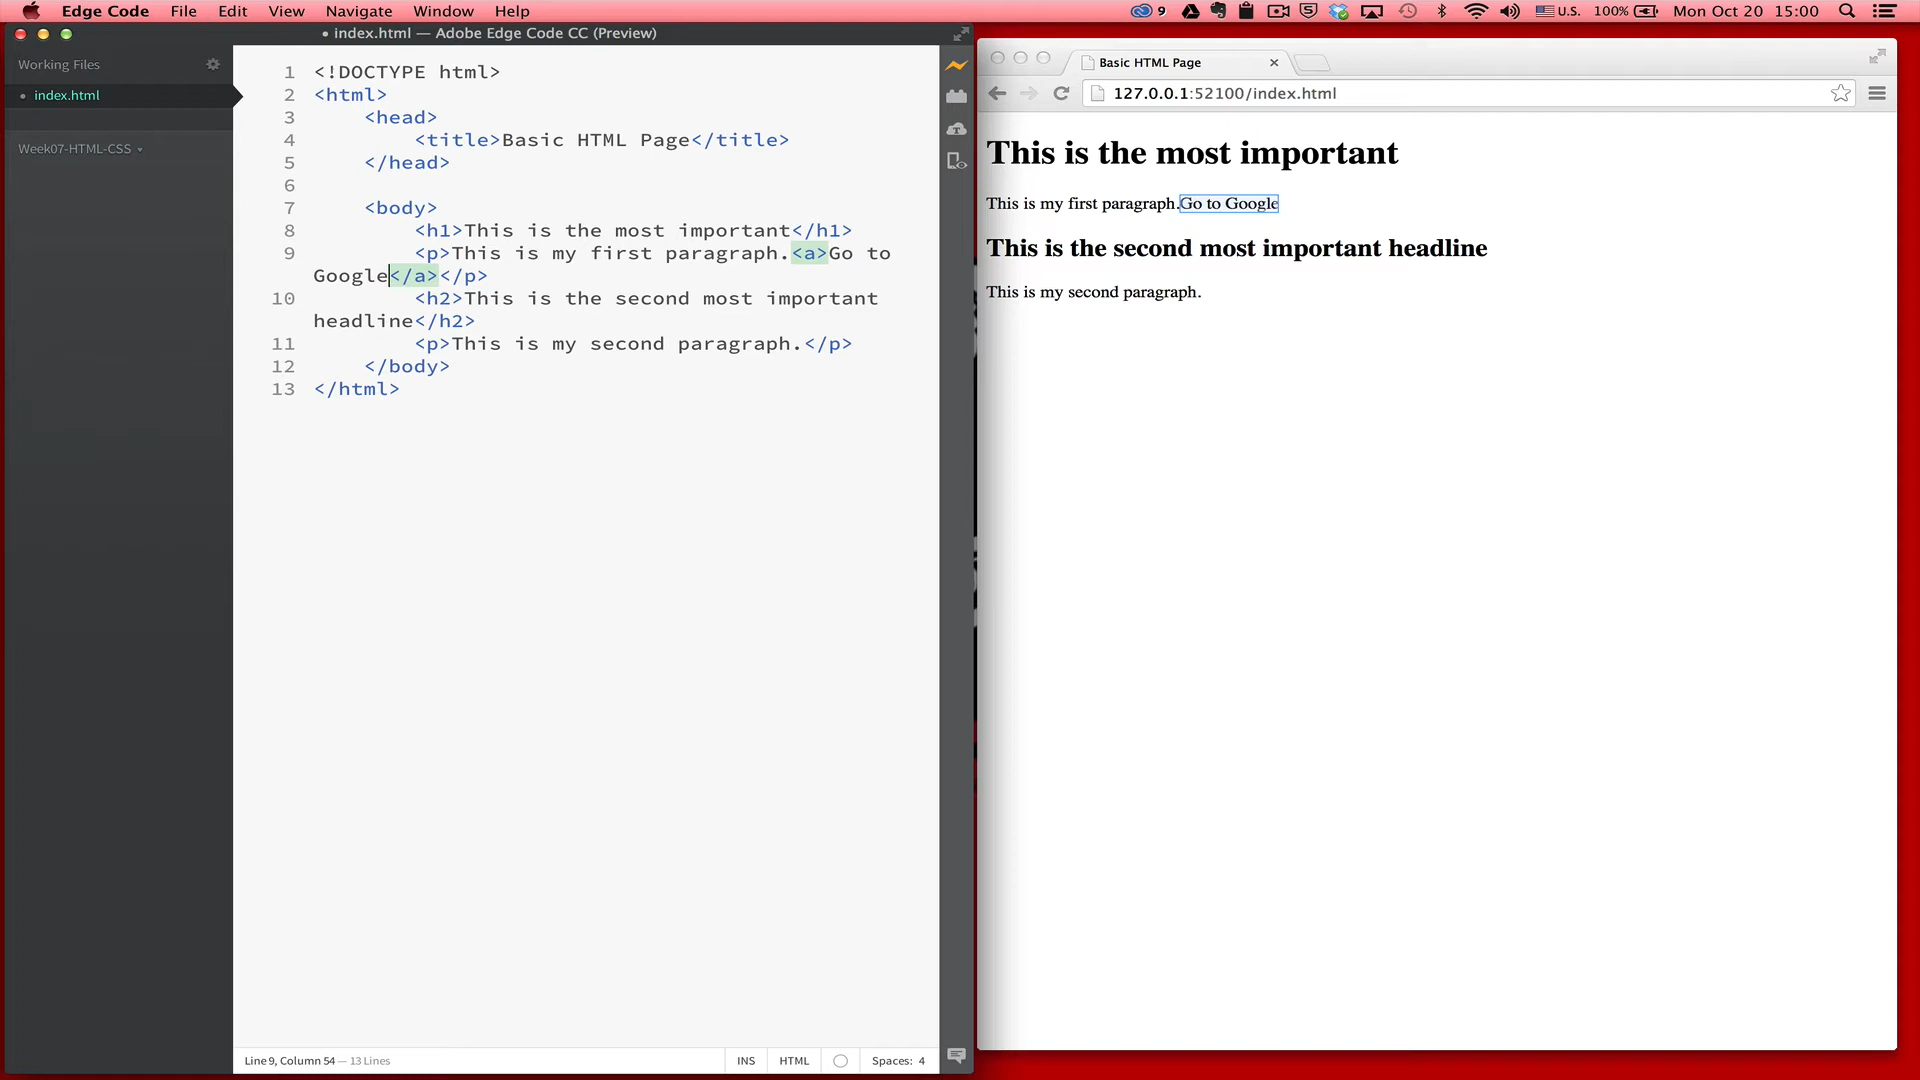 Edge Code File Edit View Navigate Window Help 9 U.S. 100% Mon Oct 20 15:00
• index.html — Adobe Edge Code CC (Preview)
Working Files
• index.html
Week07-HTML-CSS
1 <!DOCTYPE html>
2 <html>
3 <head>
4 <title>Basic HTML Page</title>
5 </head>
6
7 <body>
8 <h1>This is the most important</h1>
9 <p>This is my first paragraph.<a>Go to
Google</a></p>
10 <h2>This is the second most important
headline</h2>
11 <p>This is my second paragraph.</p>
12 </body>
13 </html>
Line 9, Column 54 — 13 Lines INS HTML Spaces: 4
Basic HTML Page
127.0.0.1:52100/index.html
This is the most important
This is my first paragraph.Go to Google
This is the second most important headline
This is my second paragraph.